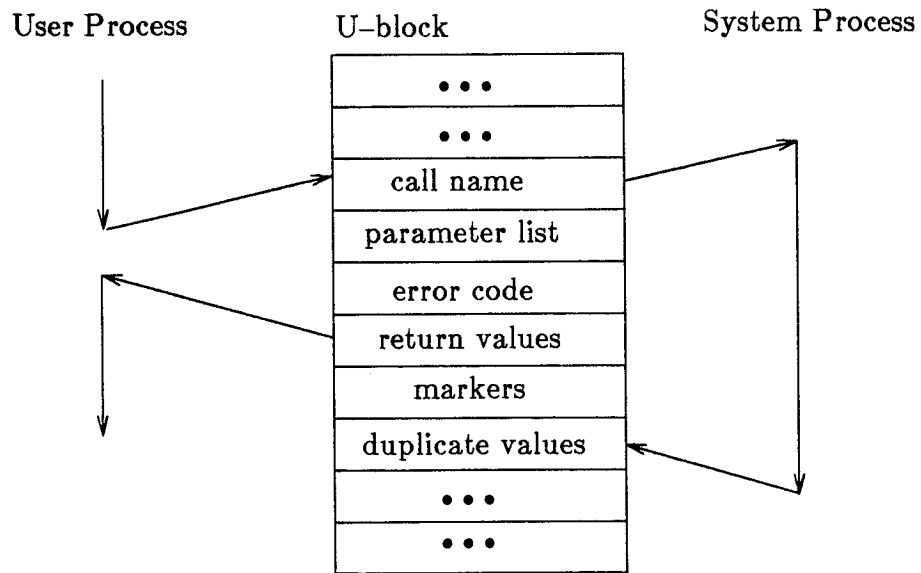 User Process
U–block
System Process
•••
•••
call name
parameter list
error code
return values
markers
duplicate values
•••
•••